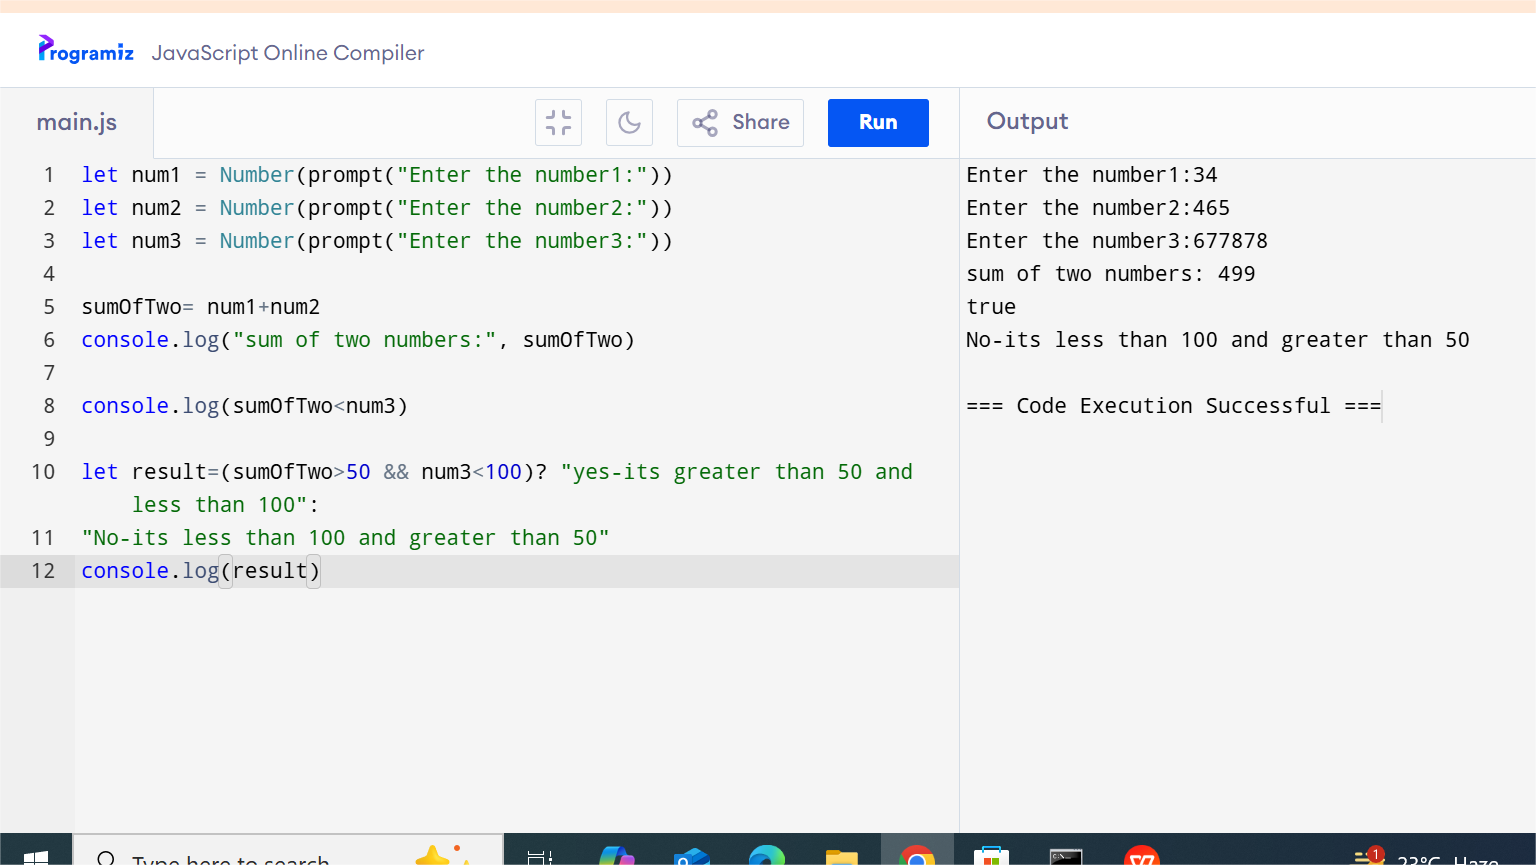 Programiz JavaScript Online Compiler
main.js Share Run Output
1 let num1 = Number(prompt("Enter the number1:"))
2 let num2 = Number(prompt("Enter the number2:"))
3 let num3 = Number(prompt("Enter the number3:"))
4
5 sumOfTwo= num1+num2
6 console.log("sum of two numbers:", sumOfTwo)
7
8 console.log(sumOfTwo<num3)
9
10 let result=(sumOfTwo>50 && num3<100)? "yes-its greater than 50 and
less than 100":
11 "No-its less than 100 and greater than 50"
12 console.log(result)
Enter the number1:34
Enter the number2:465
Enter the number3:677878
sum of two numbers: 499
true
No-its less than 100 and greater than 50
=== Code Execution Successful ===
Type here to search 1 23°C Haze